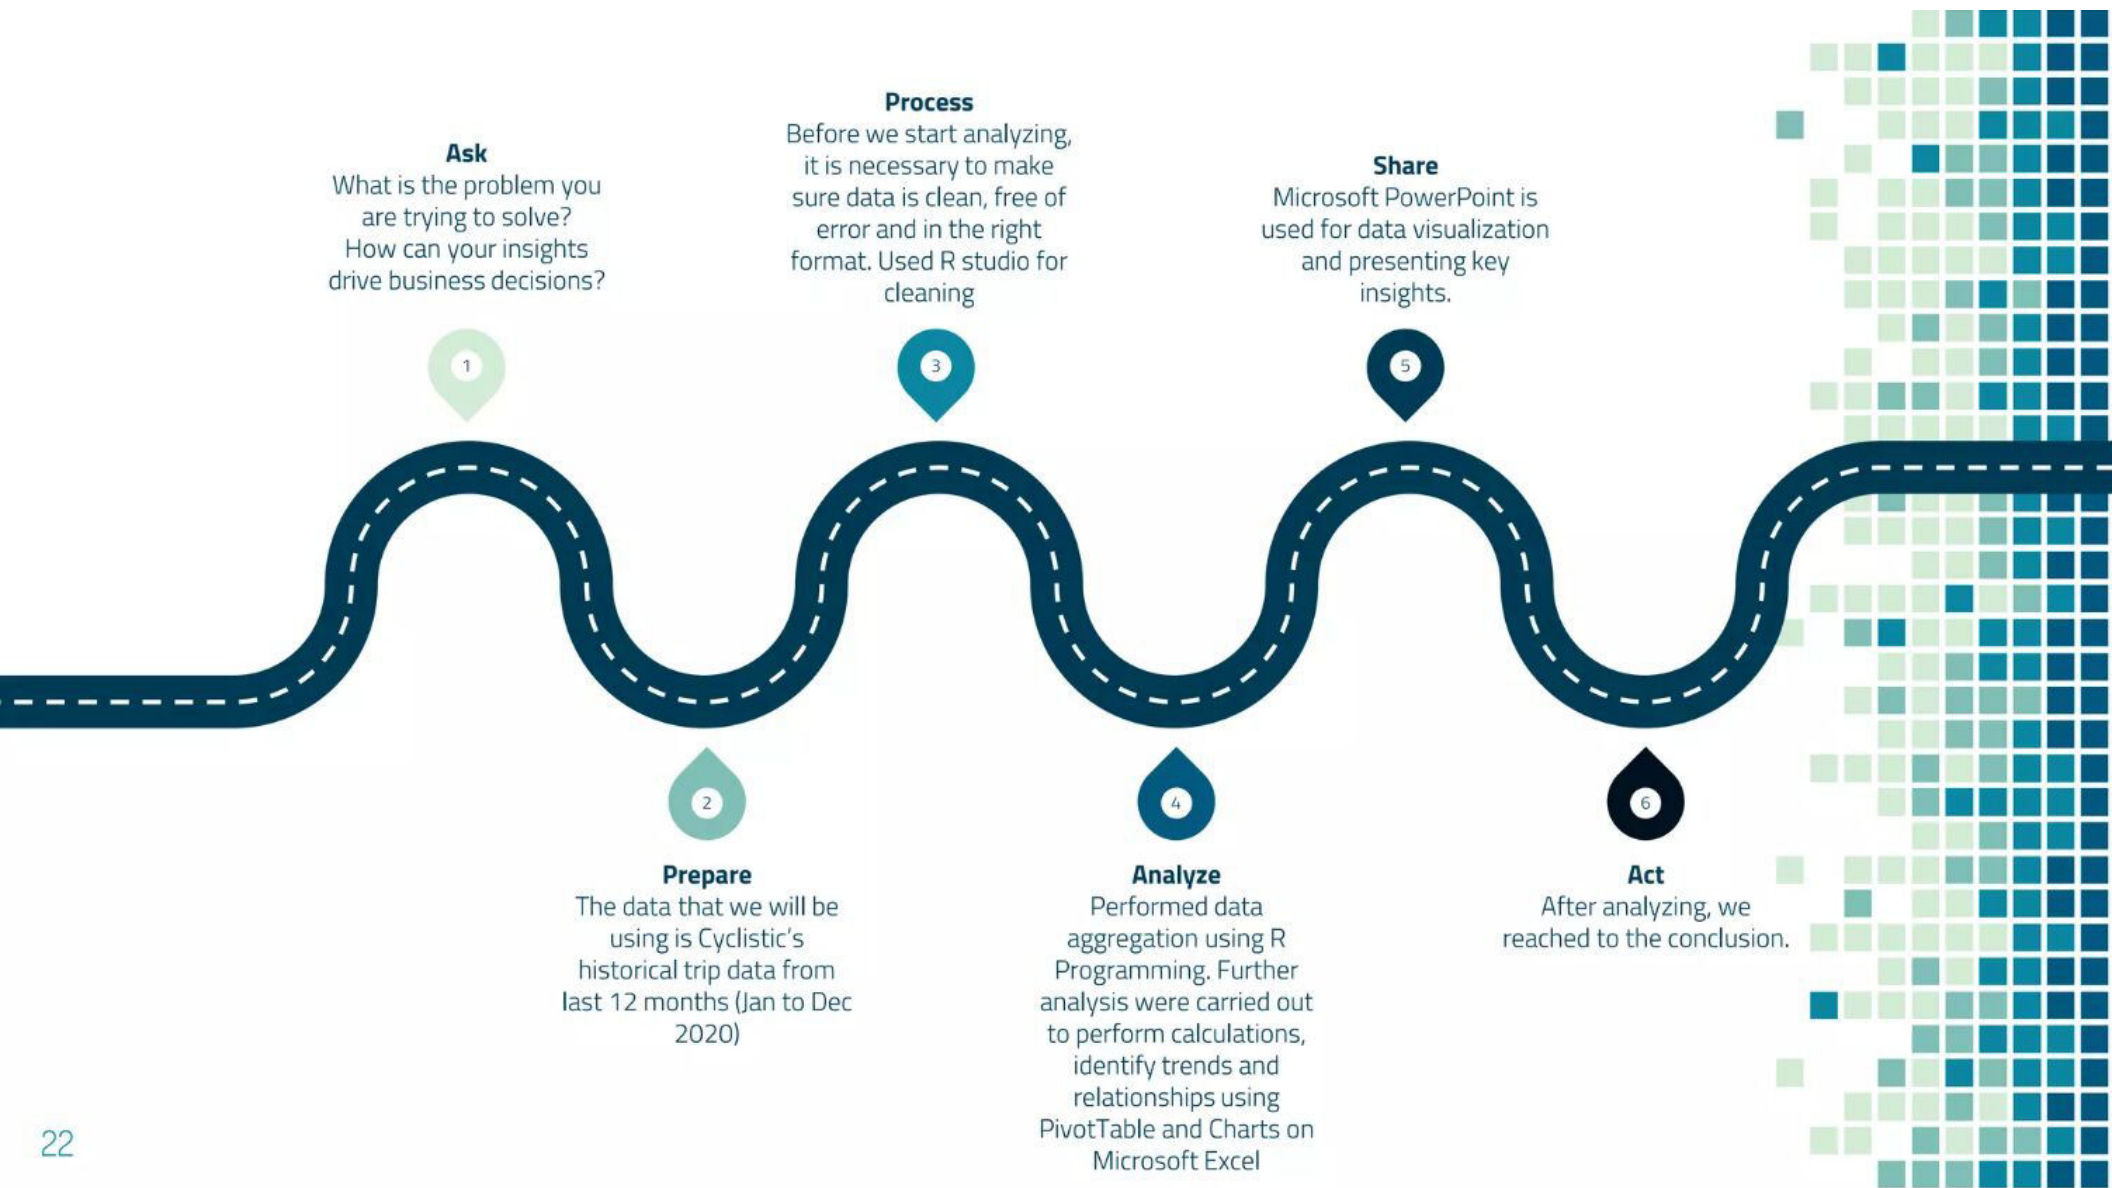 Ask
What is the problem you
are trying to solve?
How can your insights
drive business decisions?
1
2
Prepare
The data that we will be
using is Cyclistic's
historical trip data from
last 12 months (Jan to Dec
2020)
Process
Before we start analyzing,
it is necessary to make
sure data is clean, free of
error and in the right
format. Used R studio for
cleaning
3
4
Analyze
Performed data
aggregation using R
Programming. Further
analysis were carried out
to perform calculations,
identify trends and
relationships using
PivotTable and Charts on
Microsoft Excel
Share
Microsoft PowerPoint is
used for data visualization
and presenting key
insights.
5
6
Act
After analyzing, we
reached to the conclusion.
22